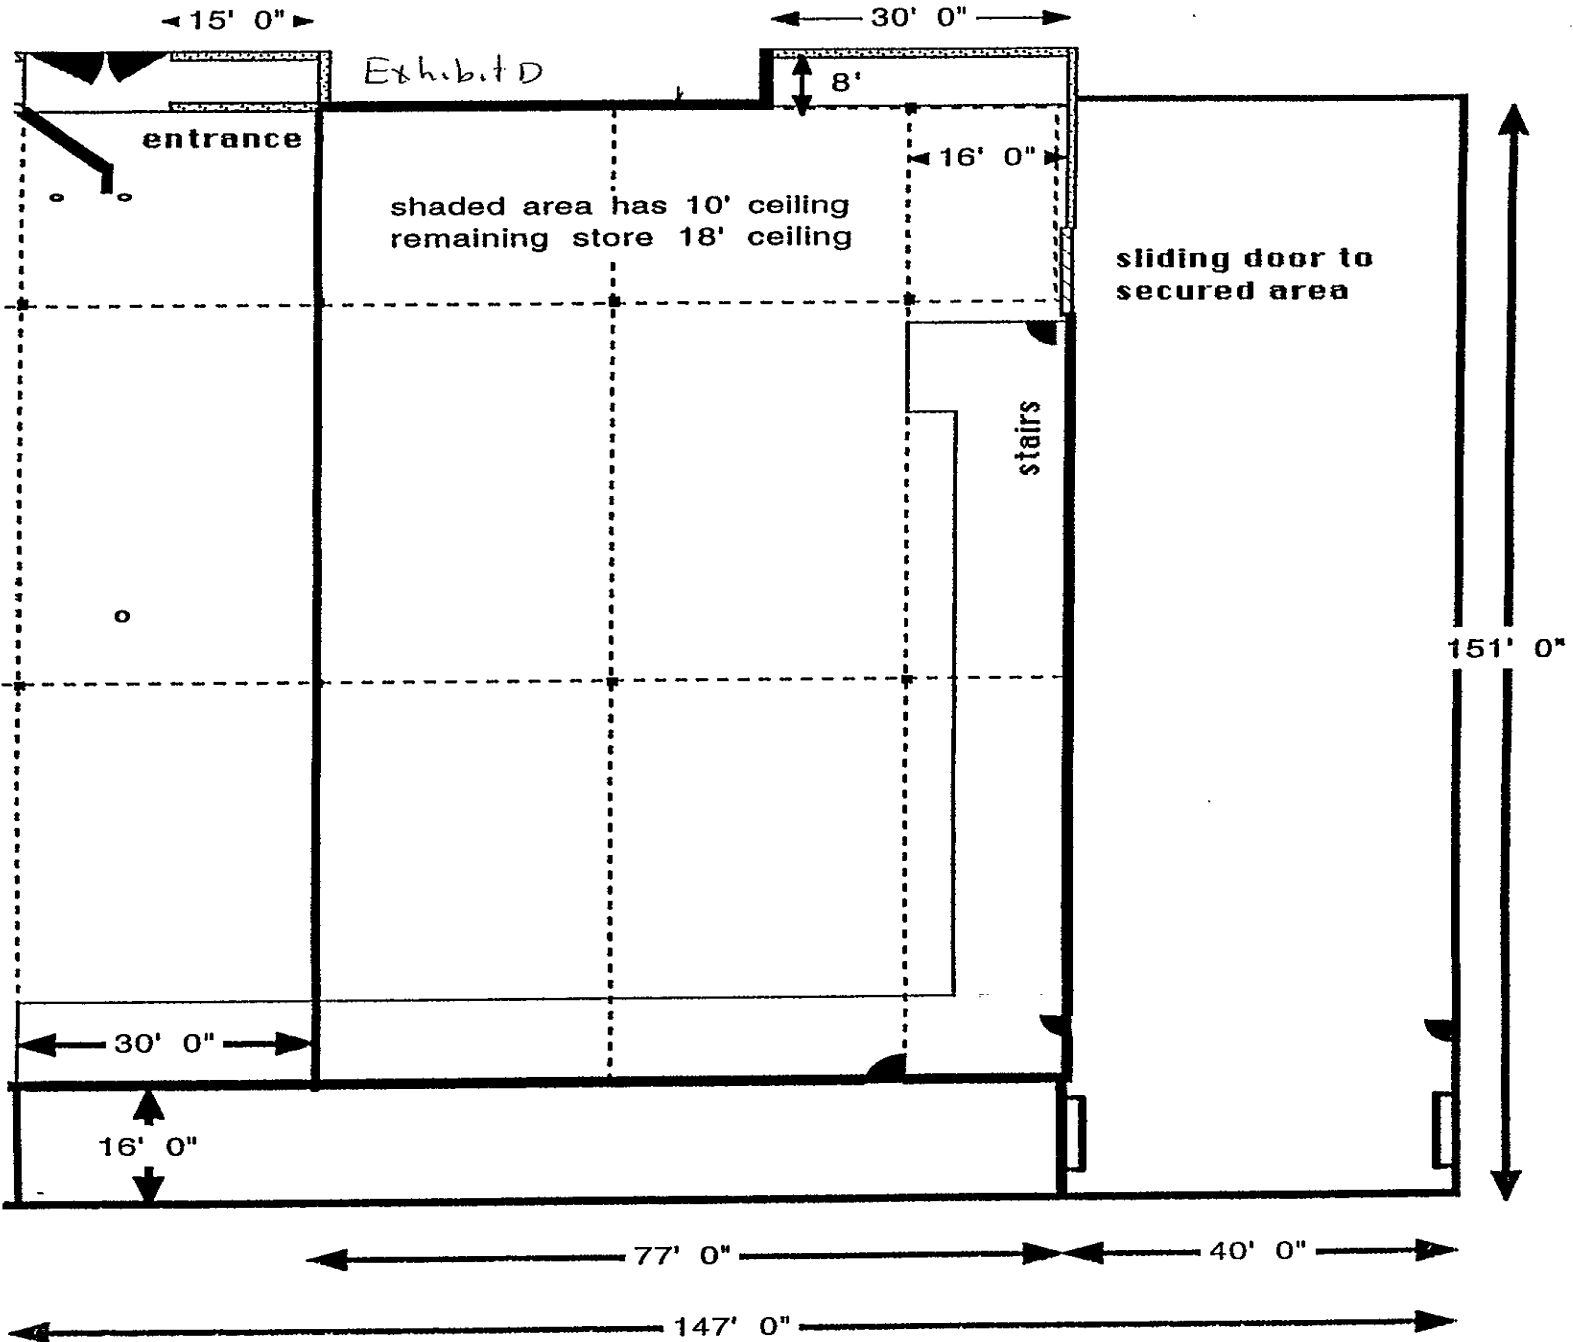 15' 0"
30' 0"
Exhibit D
8'
entrance
16' 0"
shaded area has 10' ceiling
remaining store 18' ceiling
sliding door to
secured area
stairs
151' 0"
30' 0"
16' 0"
77' 0"
40' 0"
147' 0"